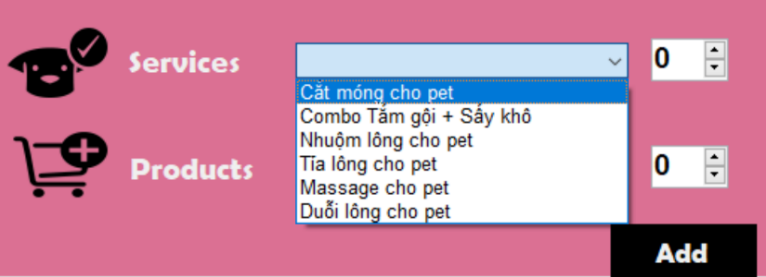 Services
0
Cắt móng cho pet
Combo Tắm gội + Sấy khô
Nhuộm lông cho pet
Tỉa lông cho pet
Massage cho pet
Duỗi lông cho pet
Products
0
Add